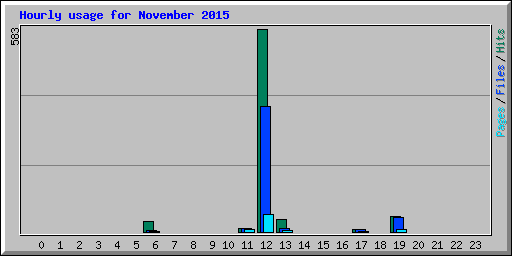 Hourly usage for November 2015
583
Pages / Files / Hits
0 1 2 3 4 5 6 7 8 9 10 11 12 13 14 15 16 17 18 19 20 21 22 23